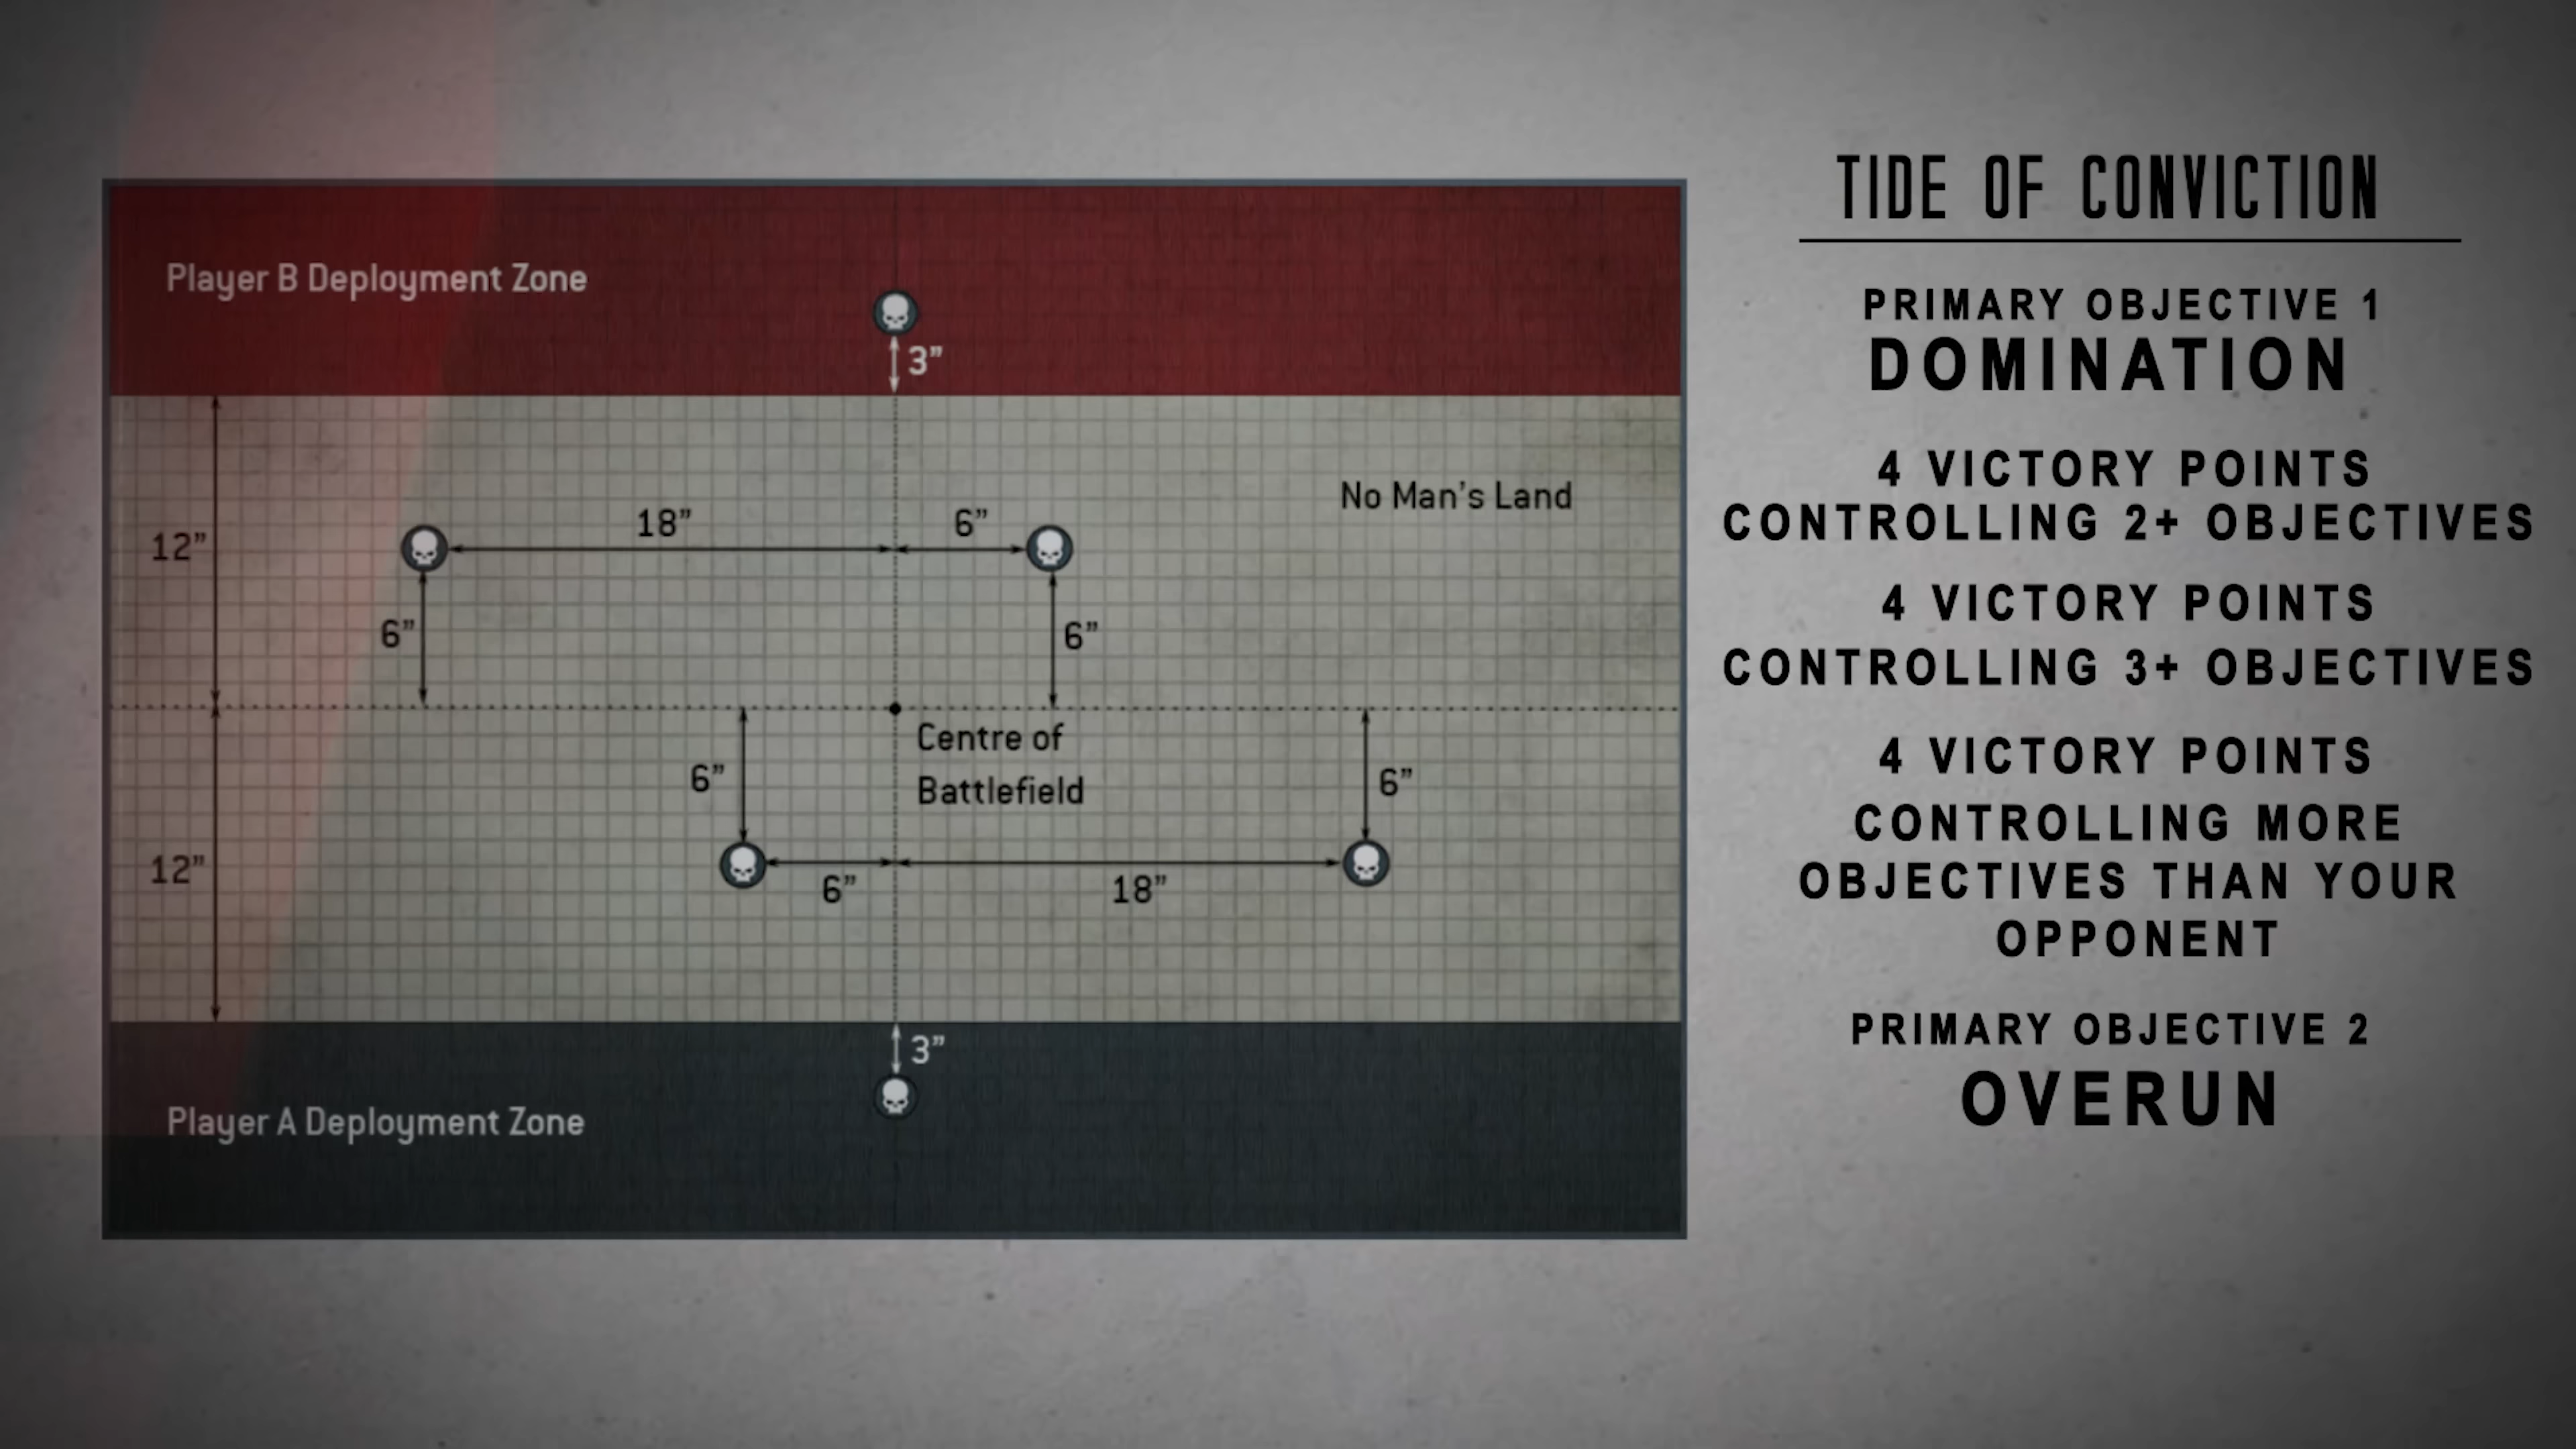 TIDE OF CONVICTION
PRIMARY OBJECTIVE 1
DOMINATION
4 VICTORY POINTS
CONTROLLING 2+ OBJECTIVES
4 VICTORY POINTS
CONTROLLING 3+ OBJECTIVES
4 VICTORY POINTS
CONTROLLING MORE
OBJECTIVES THAN YOUR
OPPONENT
PRIMARY OBJECTIVE 2
OVERUN
Player B Deployment Zone
3”
No Man’s Land
18”
6”
12”
6”
6”
Centre of
Battlefield
6”
6”
12”
6”
18”
3”
Player A Deployment Zone